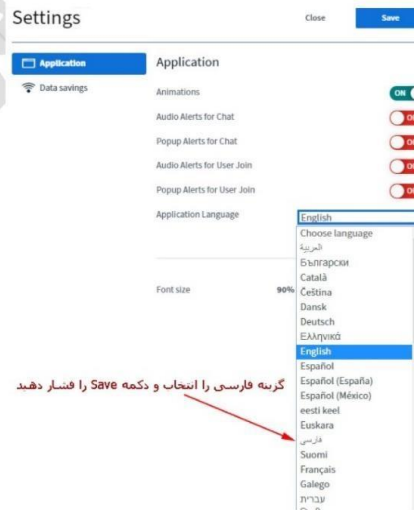 Settings
Close
Save
Application
Data savings
Application
Animations
ON
Audio Alerts for Chat
Popup Alerts for Chat
Audio Alerts for User Join
Popup Alerts for User Join
Application Language
English
Choose language
العربية
Български
Català
Čeština
Dansk
Deutsch
Ελληνικά
English
Español
Español (España)
Español (México)
eesti keel
Euskara
فارسی
Suomi
Français
Galego
עברית
Font size
90%
گزینه فارسی را انتخاب و دکمه Save را فشار دهید